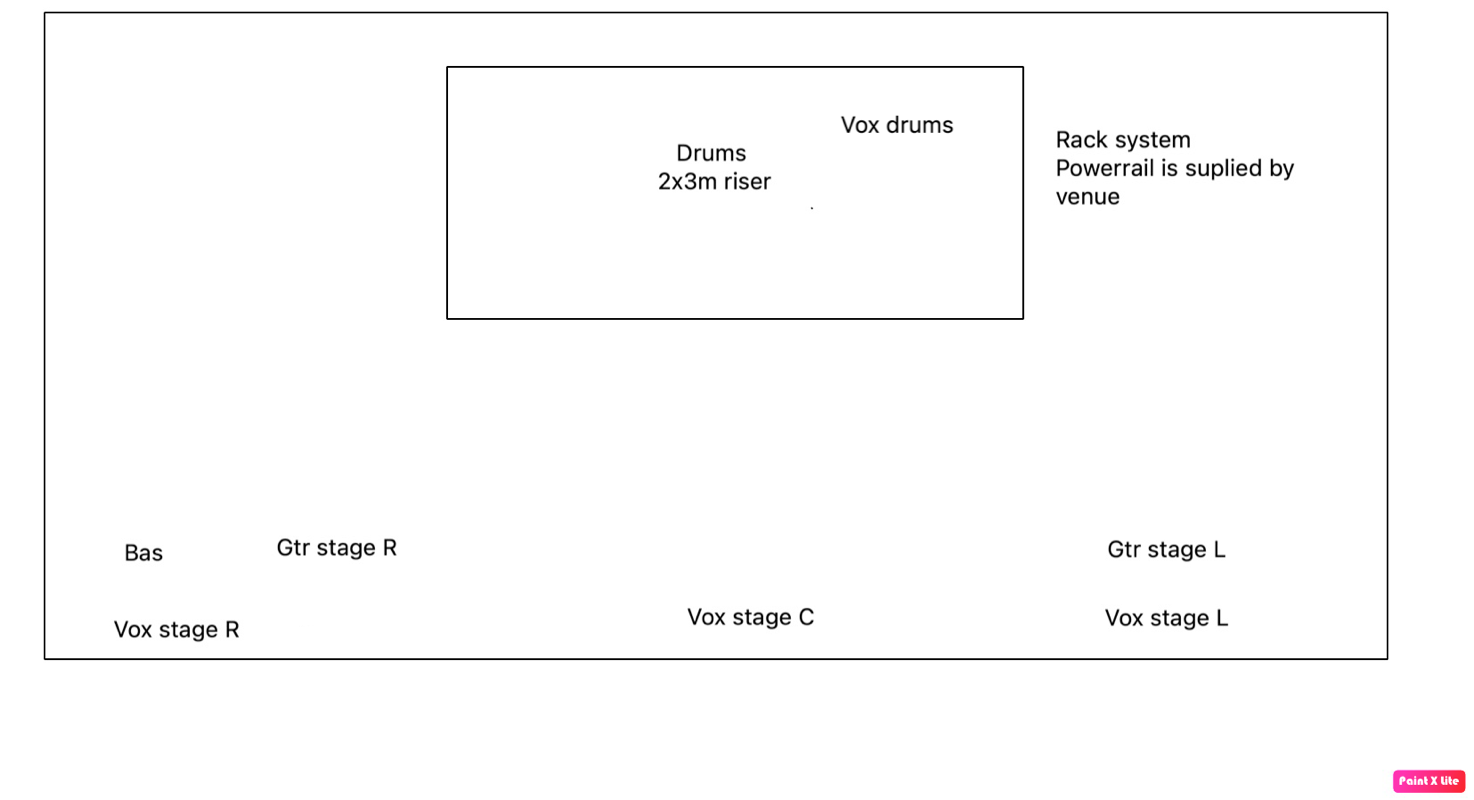 Vox drums
Drums
2x3m riser
Rack system
Powerrail is suplied by
venue
Bas
Gtr stage R
Gtr stage L
Vox stage R
Vox stage C
Vox stage L
Paint X lite